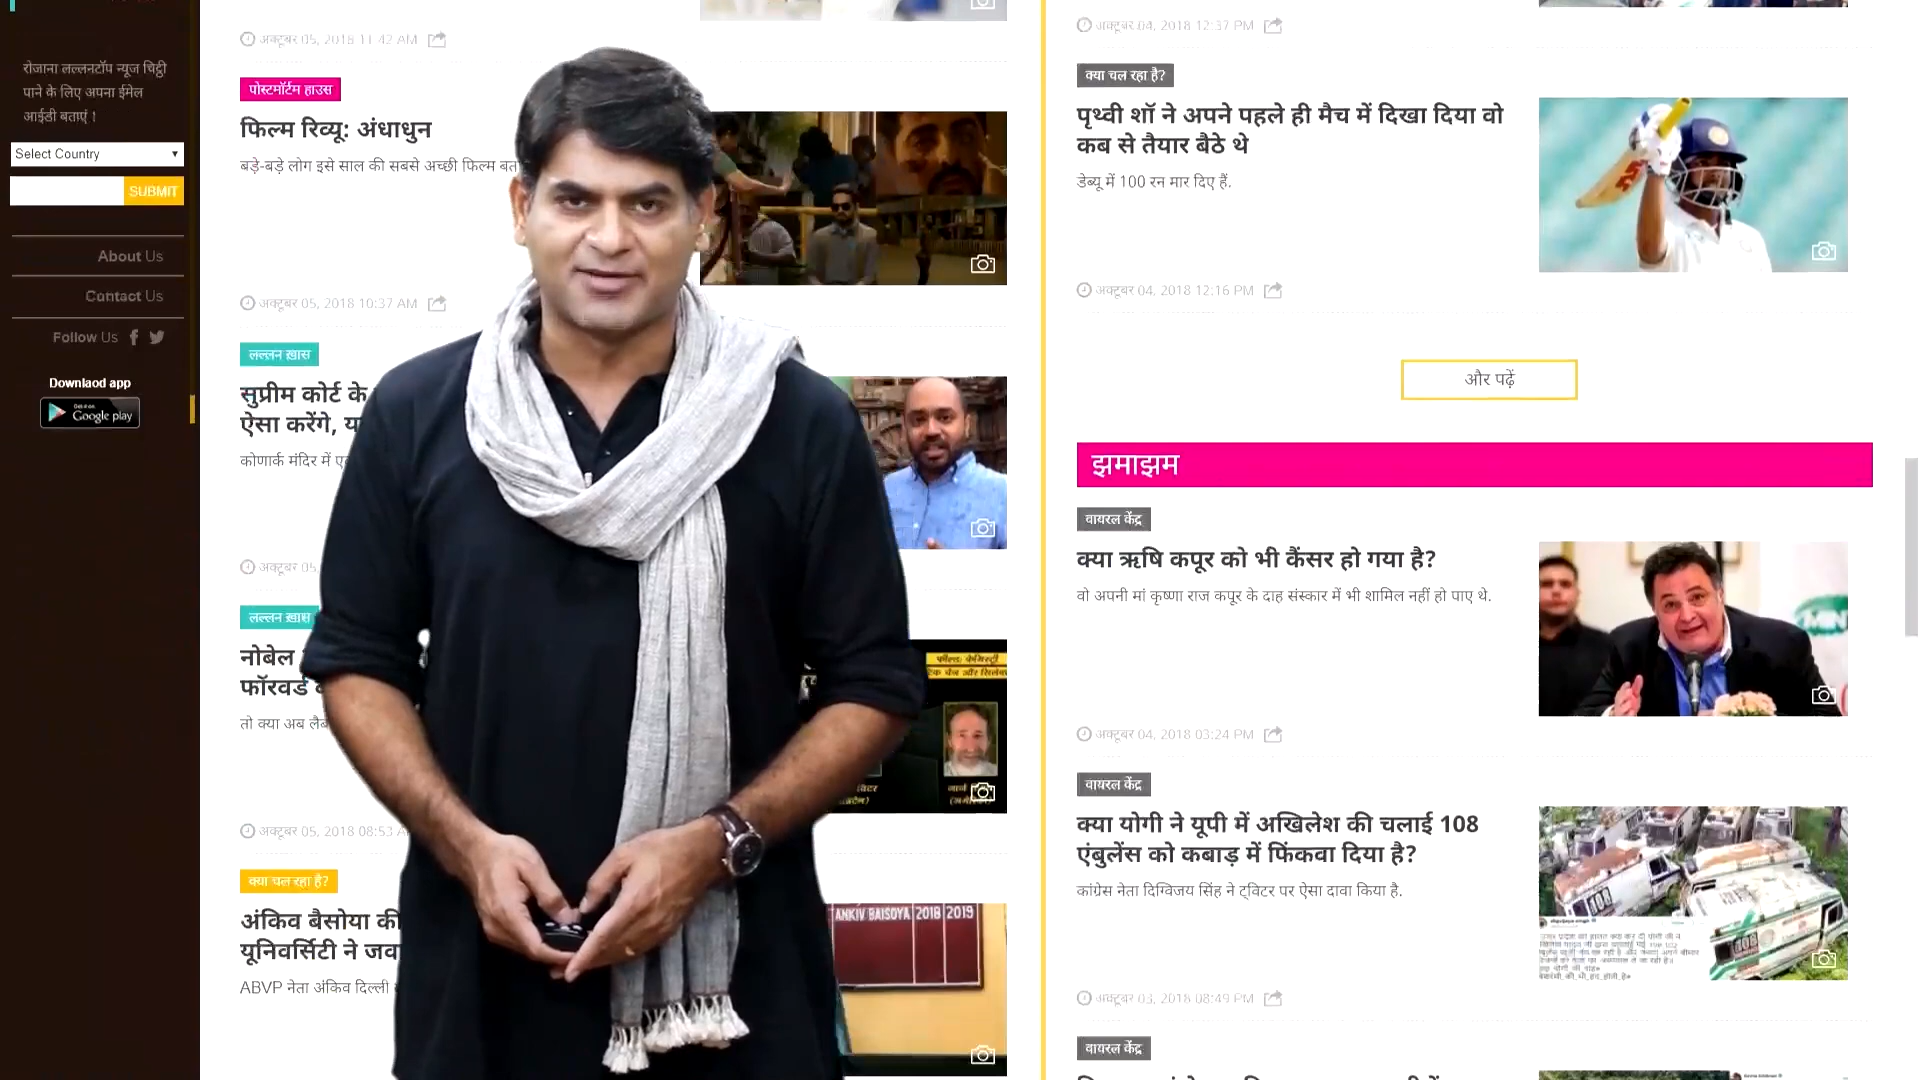 रोजाना लल्लनटॉप न्यूज चिट्ठी
पाने के लिए अपना ईमेल
आईडी बताएं !
Select Country
SUBMIT
About Us
Contact Us
Follow Us
Downlaod app
Get it on
Google play
अक्टूबर 05, 2018 11:42 AM
पोस्टमॉर्टम हाउस
फिल्म रिव्यू: अंधाधुन
बड़े-बड़े लोग इसे साल की सबसे अच्छी फिल्म
अक्टूबर 05, 2018 10:37 AM
लल्लन ख़ास
सुप्रीम कोर्ट के
ऐसा करेंगे,
कोणार्क मंदिर में
अक्टूबर 05,
लल्लन ख़ास
नोबेल
फॉरवर्ड
तो क्या अब
अक्टूबर 05, 2018 08:53
क्या चल रहा है?
अंकिव बैसोया की
यूनिवर्सिटी ने
ABVP नेता अंकिव दिल्ली
ANKIV BAISOYA 2018 2019
अक्टूबर 04, 2018 12:37 PM
क्या चल रहा है?
पृथ्वी शॉ ने अपने पहले ही मैच में दिखा दिया वो
कब से तैयार बैठे थे
डेब्यू में 100 रन मार दिए हैं.
अक्टूबर 04, 2018 12:16 PM
और पढ़ें
झमाझम
वायरल केंद्र
क्या ऋषि कपूर को भी कैंसर हो गया है?
वो अपनी मां कृष्णा राज कपूर के दाह संस्कार में भी शामिल नहीं हो पाए थे.
अक्टूबर 04, 2018 03:24 PM
वायरल केंद्र
क्या योगी ने यूपी में अखिलेश की चलाई 108
एंबुलेंस को कबाड़ में फिंकवा दिया है?
कांग्रेस नेता दिग्विजय सिंह ने ट्विटर पर ऐसा दावा किया है.
108
अक्टूबर 03, 2018 08:49 PM
वायरल केंद्र